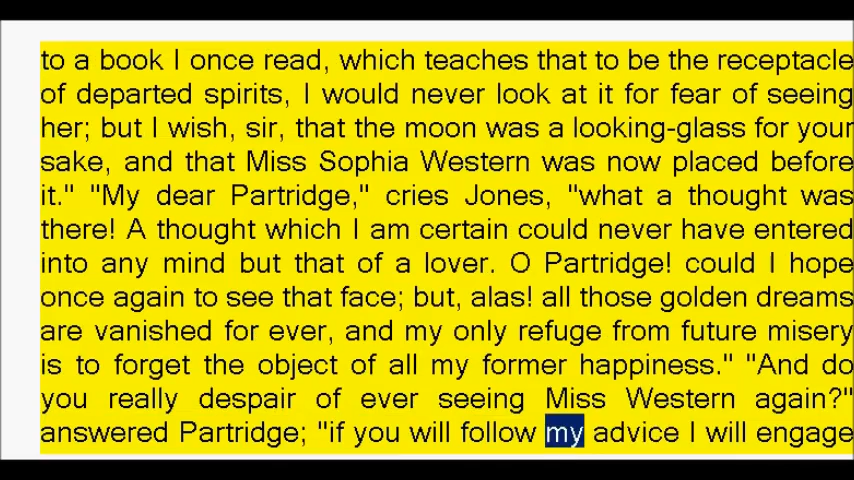 to a book I once read, which teaches that to be the receptacle
of departed spirits, I would never look at it for fear of seeing
her; but I wish, sir, that the moon was a looking-glass for your
sake, and that Miss Sophia Western was now placed before
it." "My dear Partridge," cries Jones, "what a thought was
there! A thought which I am certain could never have entered
into any mind but that of a lover. O Partridge! could I hope
once again to see that face; but, alas! all those golden dreams
are vanished for ever, and my only refuge from future misery
is to forget the object of all my former happiness." "And do
you really despair of ever seeing Miss Western again?"
answered Partridge; "if you will follow my advice I will engage